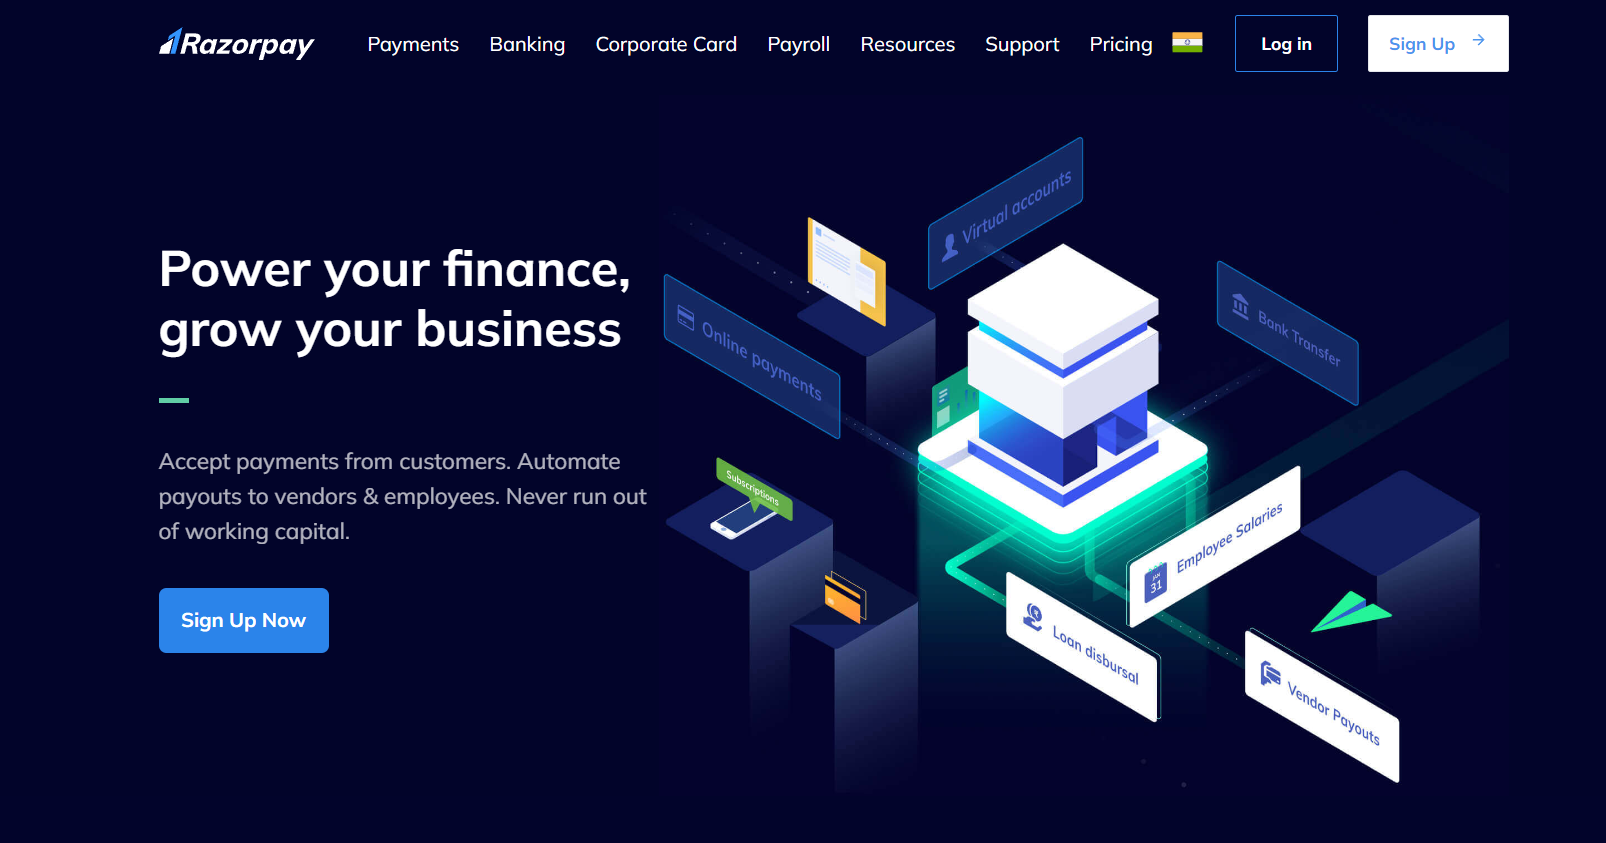 Razorpay
Payments
Banking
Corporate Card
Payroll
Resources
Support
Pricing
Log in
Sign Up
Power your finance,
grow your business
Accept payments from customers. Automate
payouts to vendors & employees. Never run out
of working capital.
Sign Up Now
Virtual accounts
Online payments
Bank Transfer
Subscriptions
JAN
31
Employee Salaries
Loan disbursal
Vendor Payouts